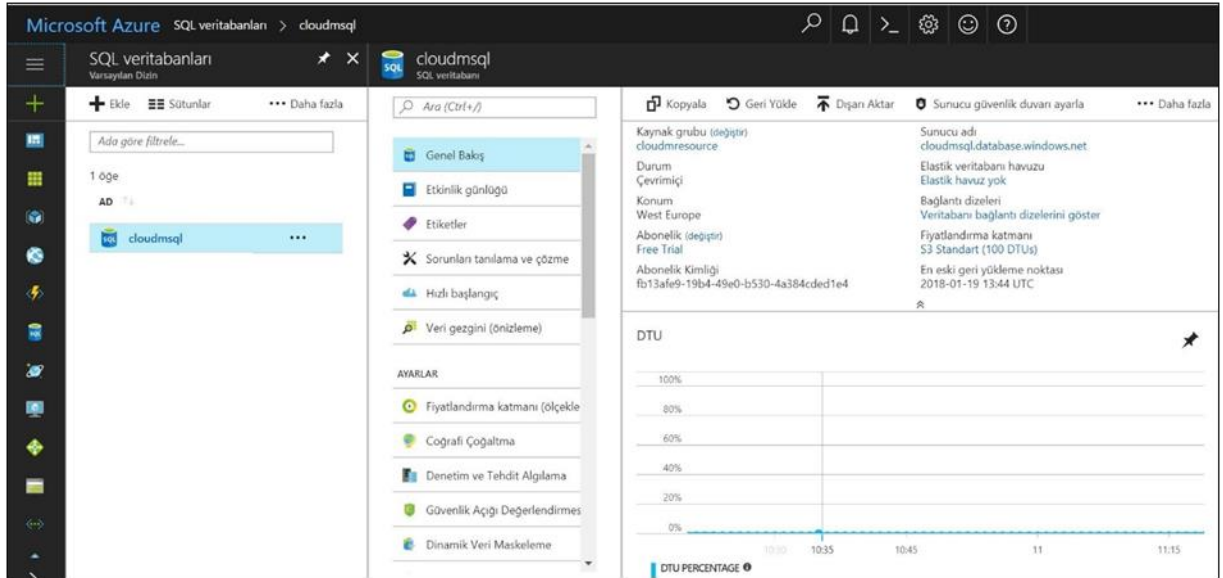 Microsoft Azure SQL veritabanları > cloudmsql
SQL veritabanları
Varsayılan Dizin
Ekle Sütunlar ••• Daha fazla
Ada göre filtrele...
1 öge
AD
SQL cloudmsql •••
SQL
cloudmsql
SQL veritabanı
Ara (Ctrl+/)
Genel Bakış
Etkinlik günlüğü
Etiketler
Sorunları tanılama ve çözme
Hızlı başlangıç
Veri gezgini (önizleme)
AYARLAR
Fiyatlandırma katmanı (ölçekle
Coğrafi Çoğaltma
Denetim ve Tehdit Algılama
Güvenlik Açığı Değerlendirmes
Dinamik Veri Maskeleme
Kopyala Geri Yükle Dışarı Aktar Sunucu güvenlik duvarı ayarla ••• Daha fazla
Kaynak grubu (değiştir)
cloudmresource
Durum
Çevrimiçi
Konum
West Europe
Abonelik (değiştir)
Free Trial
Abonelik Kimliği
fb13afe9-19b4-49e0-b530-4a384cded1e4
Sunucu adı
cloudmsql.database.windows.net
Elastik veritabanı havuzu
Elastik havuz yok
Bağlantı dizeleri
Veritabanı bağlantı dizelerini göster
Fiyatlandırma katmanı
S3 Standart (100 DTUs)
En eski geri yükleme noktası
2018-01-19 13:44 UTC
DTU
100%
80%
60%
40%
20%
0%
10:30 10:35 10:45 11 11:15
DTU PERCENTAGE